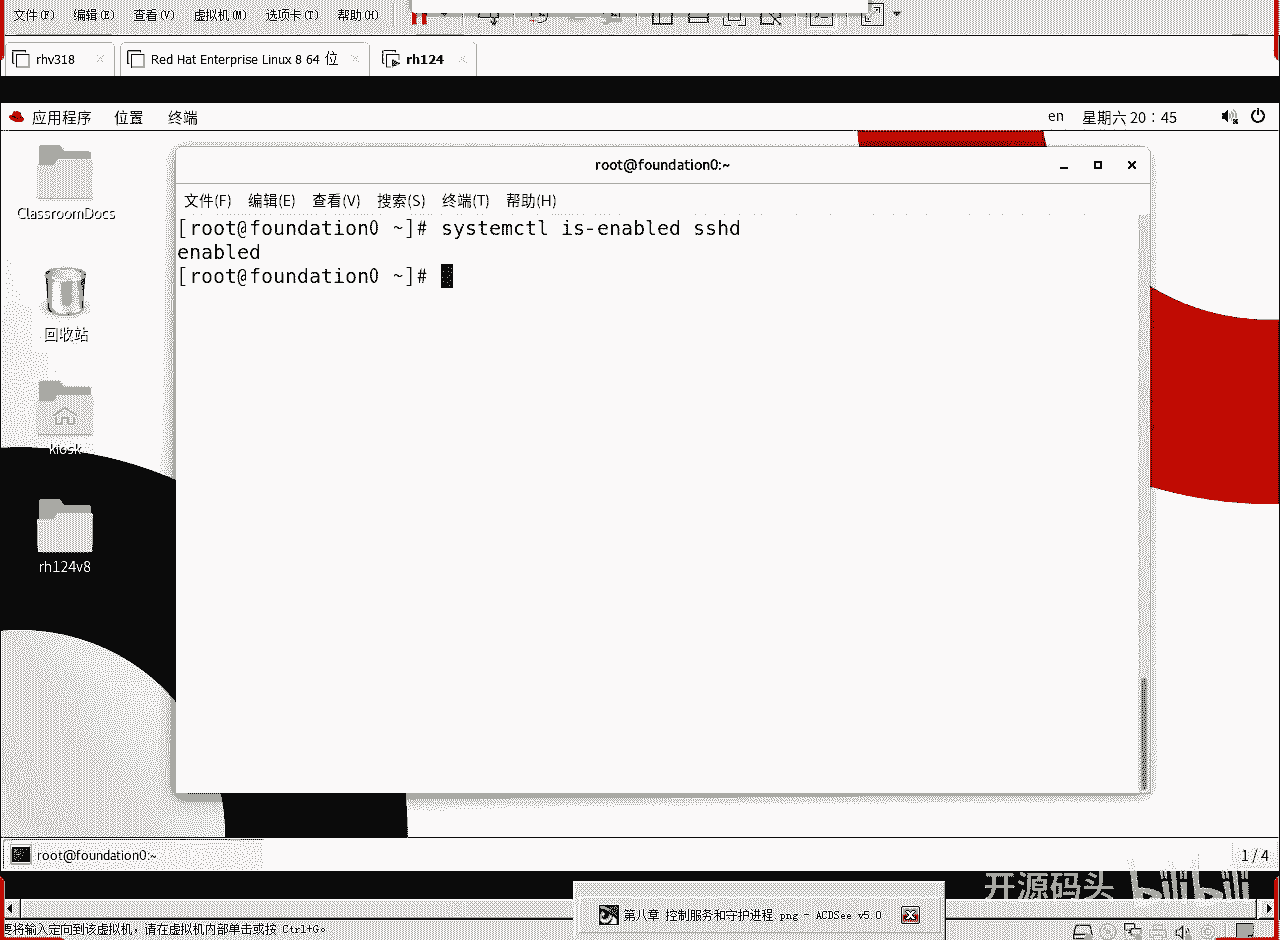 文件(F) 编辑(E) 查看(V) 虚拟机(M) 选项卡(T) 帮助(H)
rhv318 Red Hat Enterprise Linux 8 64 位 rh124
应用程序 位置 终端 en 星期六 20：45
ClassroomDocs
回收站
kiosk
rh124v8
root@foundation0:~
文件(F) 编辑(E) 查看(V) 搜索(S) 终端(T) 帮助(H)
[root@foundation0 ~]# systemctl is-enabled sshd
enabled
[root@foundation0 ~]#
root@foundation0:~ 1 / 4
开源码头 bilibili
第八章 控制服务和守护进程.png - ACDSee v5.0
要将输入定向到该虚拟机，请在虚拟机内部单击或按 Ctrl+G。